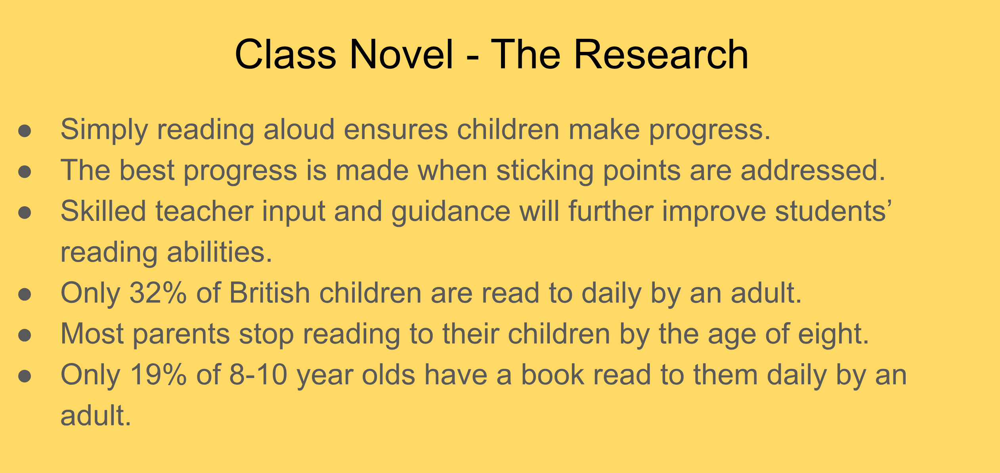 Class Novel - The Research
● Simply reading aloud ensures children make progress.
● The best progress is made when sticking points are addressed.
● Skilled teacher input and guidance will further improve students’
reading abilities.
● Only 32% of British children are read to daily by an adult.
● Most parents stop reading to their children by the age of eight.
● Only 19% of 8-10 year olds have a book read to them daily by an
adult.